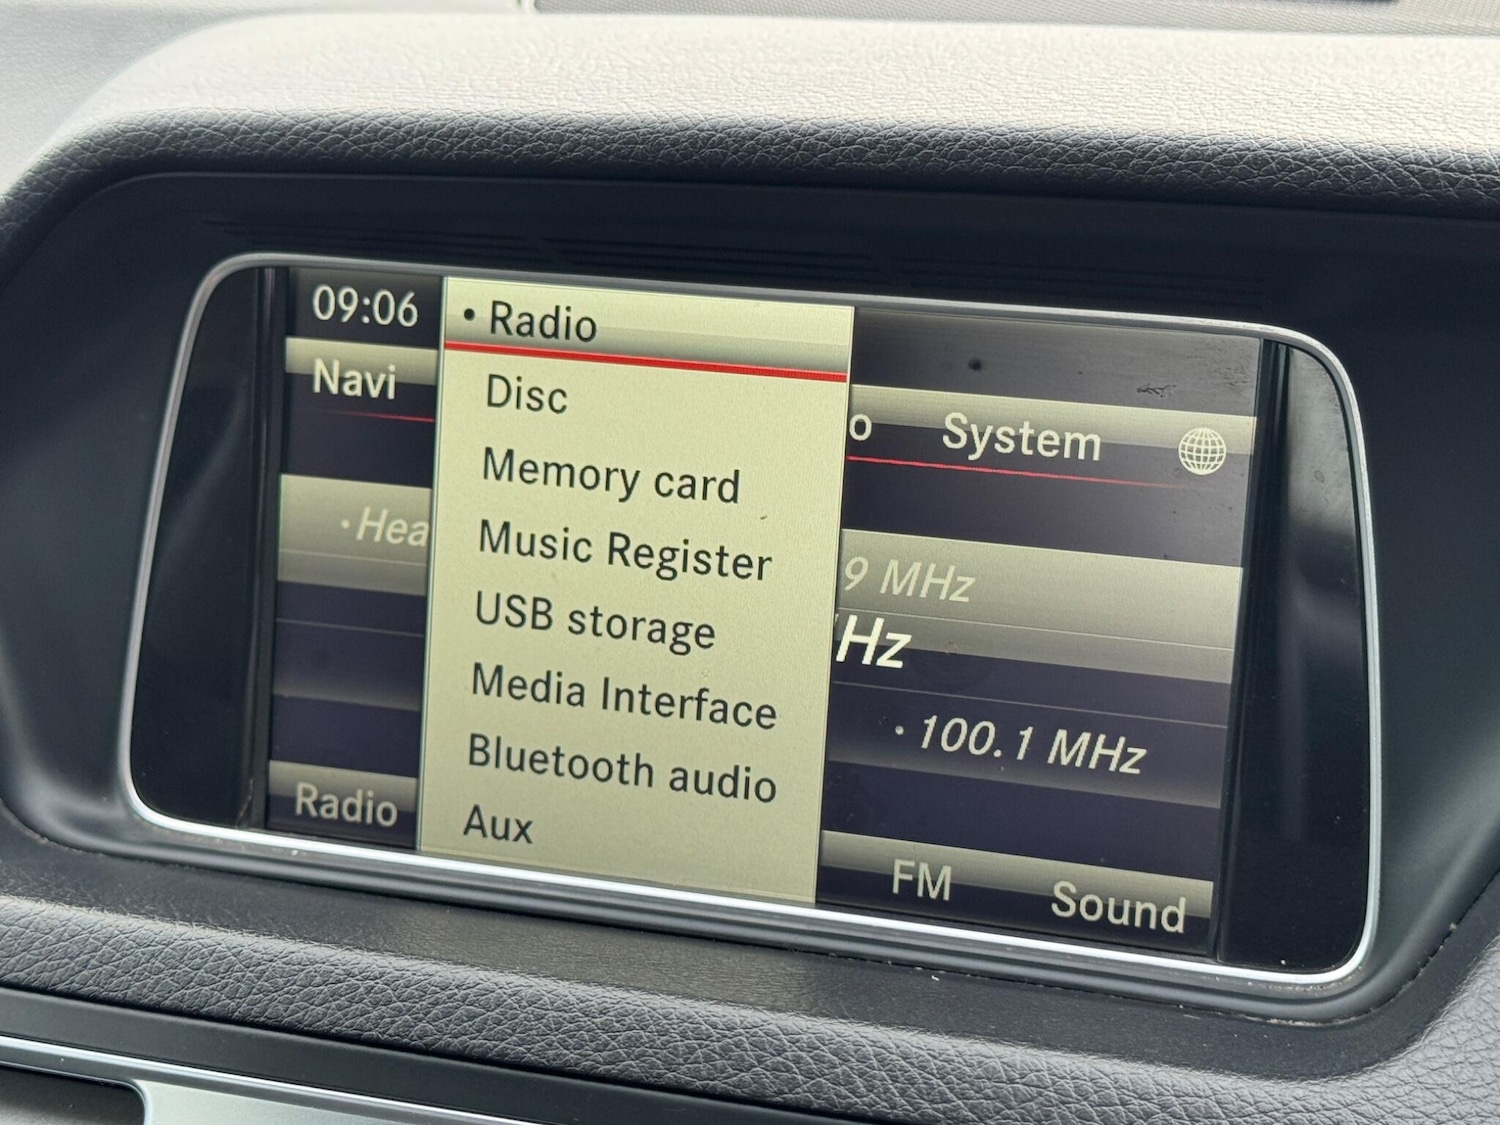 09:06
Navi
• Radio
Disc
Memory card
Music Register
USB storage
Media Interface
Bluetooth audio
Aux
System
9 MHz
Hz
• 100.1 MHz
Radio
FM
Sound